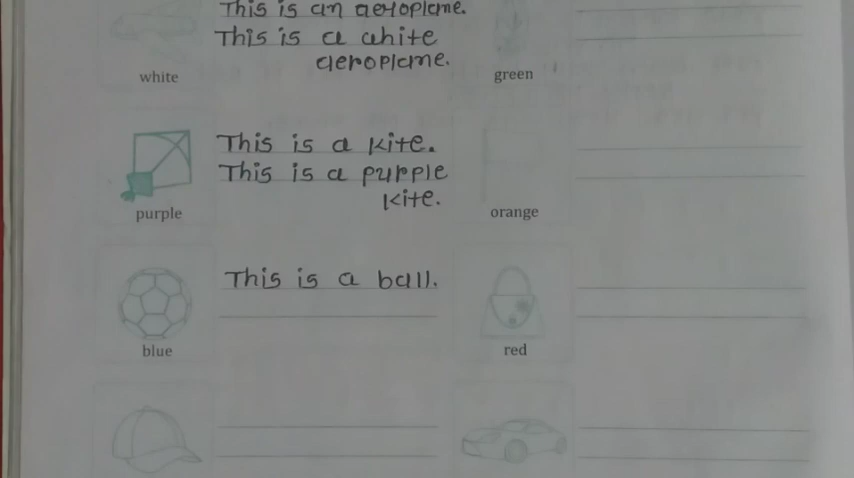 This is an aeroplane.
This is a white
aeroplane.
white
green
This is a kite.
This is a purple
kite.
purple
orange
This is a ball.
blue
red